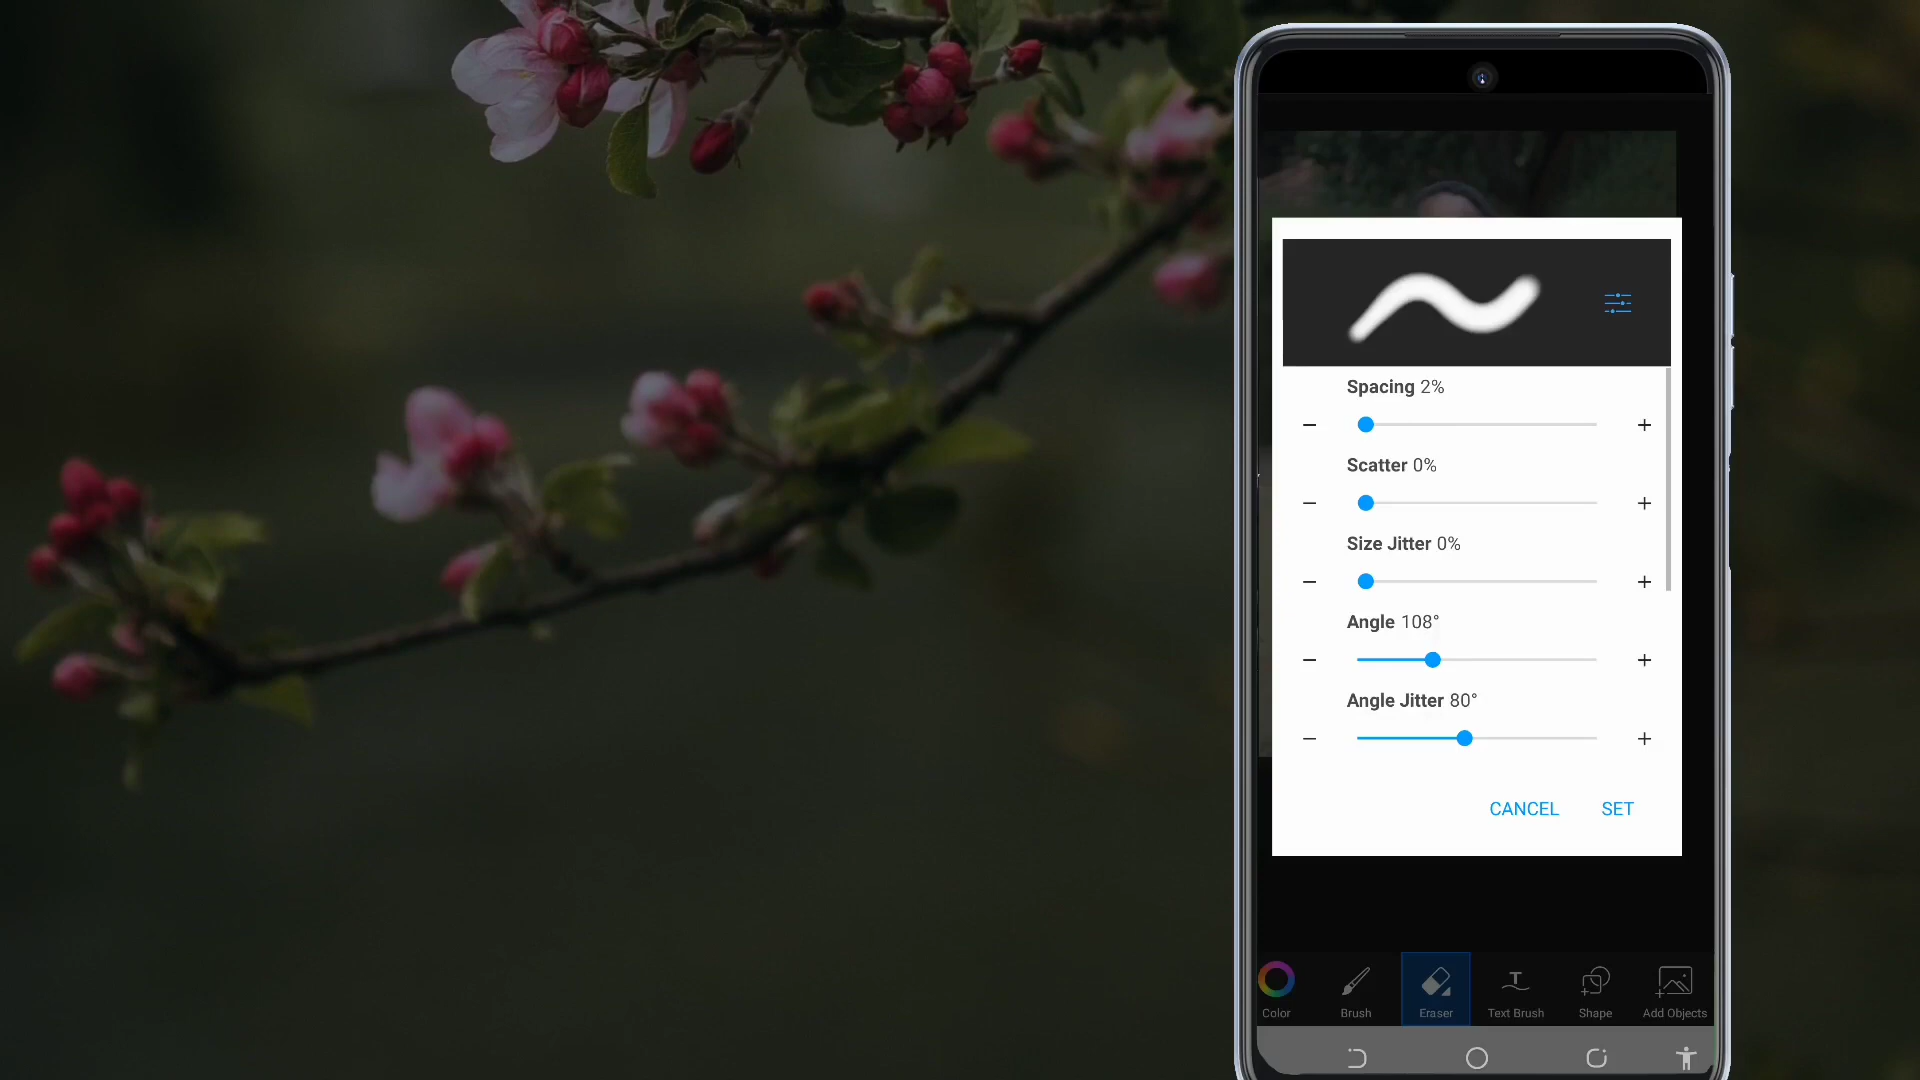 Spacing 2%
Scatter 0%
Size Jitter 0%
Angle 108°
Angle Jitter 80°
CANCEL SET
Color Brush Eraser Text Brush Shape Add Objects